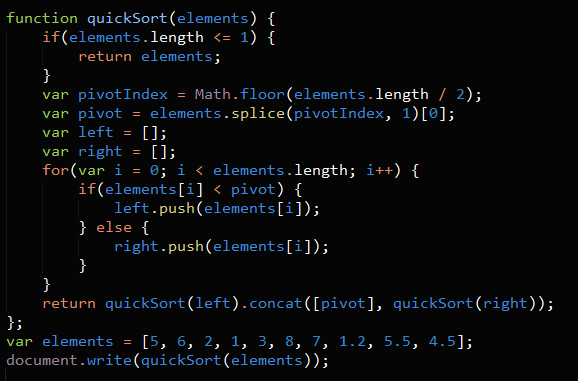 function quickSort(elements) {
    if(elements.length <= 1) {
        return elements;
    }
    var pivotIndex = Math.floor(elements.length / 2);
    var pivot = elements.splice(pivotIndex, 1)[0];
    var left = [];
    var right = [];
    for(var i = 0; i < elements.length; i++) {
        if(elements[i] < pivot) {
            left.push(elements[i]);
        } else {
            right.push(elements[i]);
        }
    }
    return quickSort(left).concat([pivot], quickSort(right));
};
var elements = [5, 6, 2, 1, 3, 8, 7, 1.2, 5.5, 4.5];
document.write(quickSort(elements));